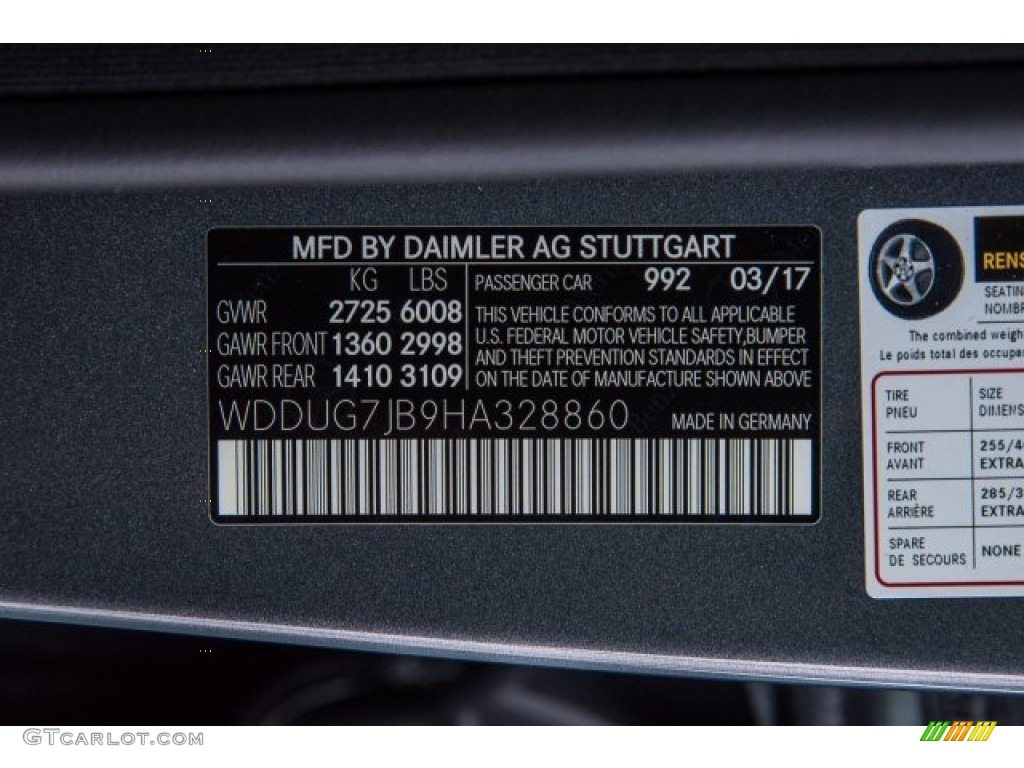 MFD BY DAIMLER AG STUTTGART
KG LBS
GVWR 2725 6008
GAWR FRONT 1360 2998
GAWR REAR 1410 3109
PASSENGER CAR 992 03/17
THIS VEHICLE CONFORMS TO ALL APPLICABLE
U.S. FEDERAL MOTOR VEHICLE SAFETY, BUMPER
AND THEFT PREVENTION STANDARDS IN EFFECT
ON THE DATE OF MANUFACTURE SHOWN ABOVE
WDDUG7JB9HA328860 MADE IN GERMANY
RENS
SEATIN
NOMBR
The combined weigh
Le poids total des occupa
TIRE SIZE
PNEU DIMENS
FRONT 255/4
AVANT EXTRA
REAR 285/3
ARRIÈRE EXTRA
SPARE NONE
DE SECOURS
GTCARLOT.COM